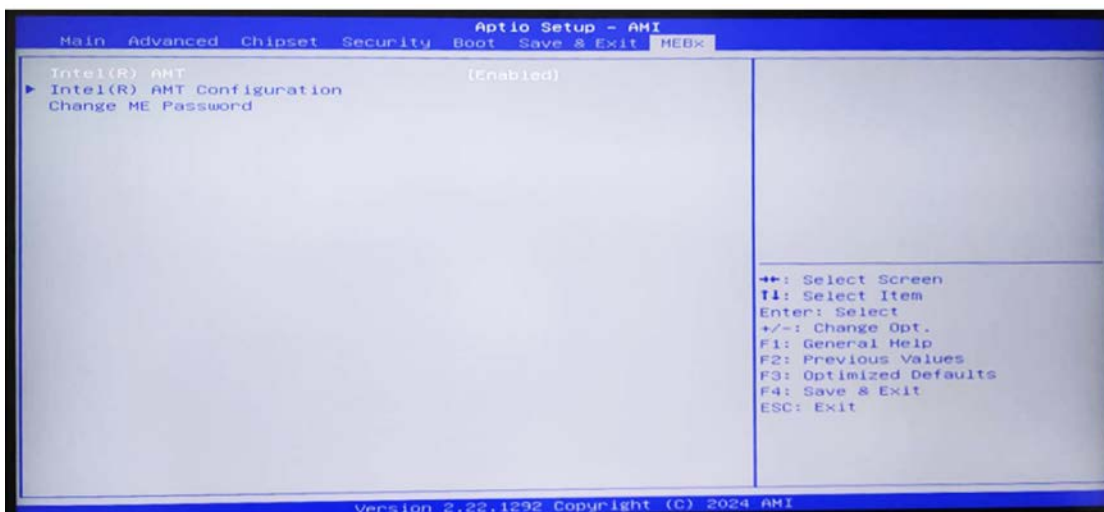 Aptio Setup - AMI
Main Advanced Chipset Security Boot Save & Exit MEBx
Intel(R) AMT [Enabled]
► Intel(R) AMT Configuration
Change ME Password
→←: Select Screen
↑↓: Select Item
Enter: Select
+/-: Change Opt.
F1: General Help
F2: Previous Values
F3: Optimized Defaults
F4: Save & Exit
ESC: Exit
Version 2.22.1292 Copyright (C) 2024 AMI